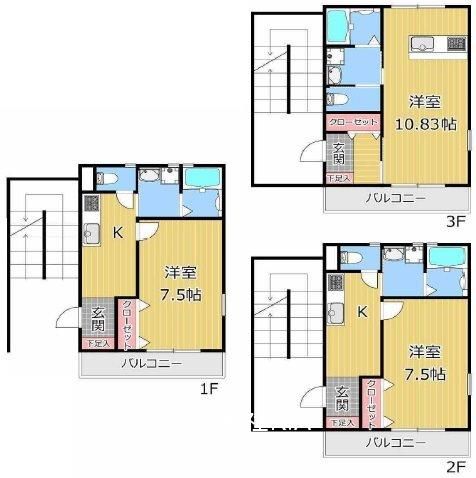 洋室
10.83帖
クローゼット
玄関
下足入
バルコニー
3F
K
洋室
7.5帖
玄関
クローゼット
下足入
バルコニー
1F
K
洋室
7.5帖
玄関
クローゼット
下足入
バルコニー
2F